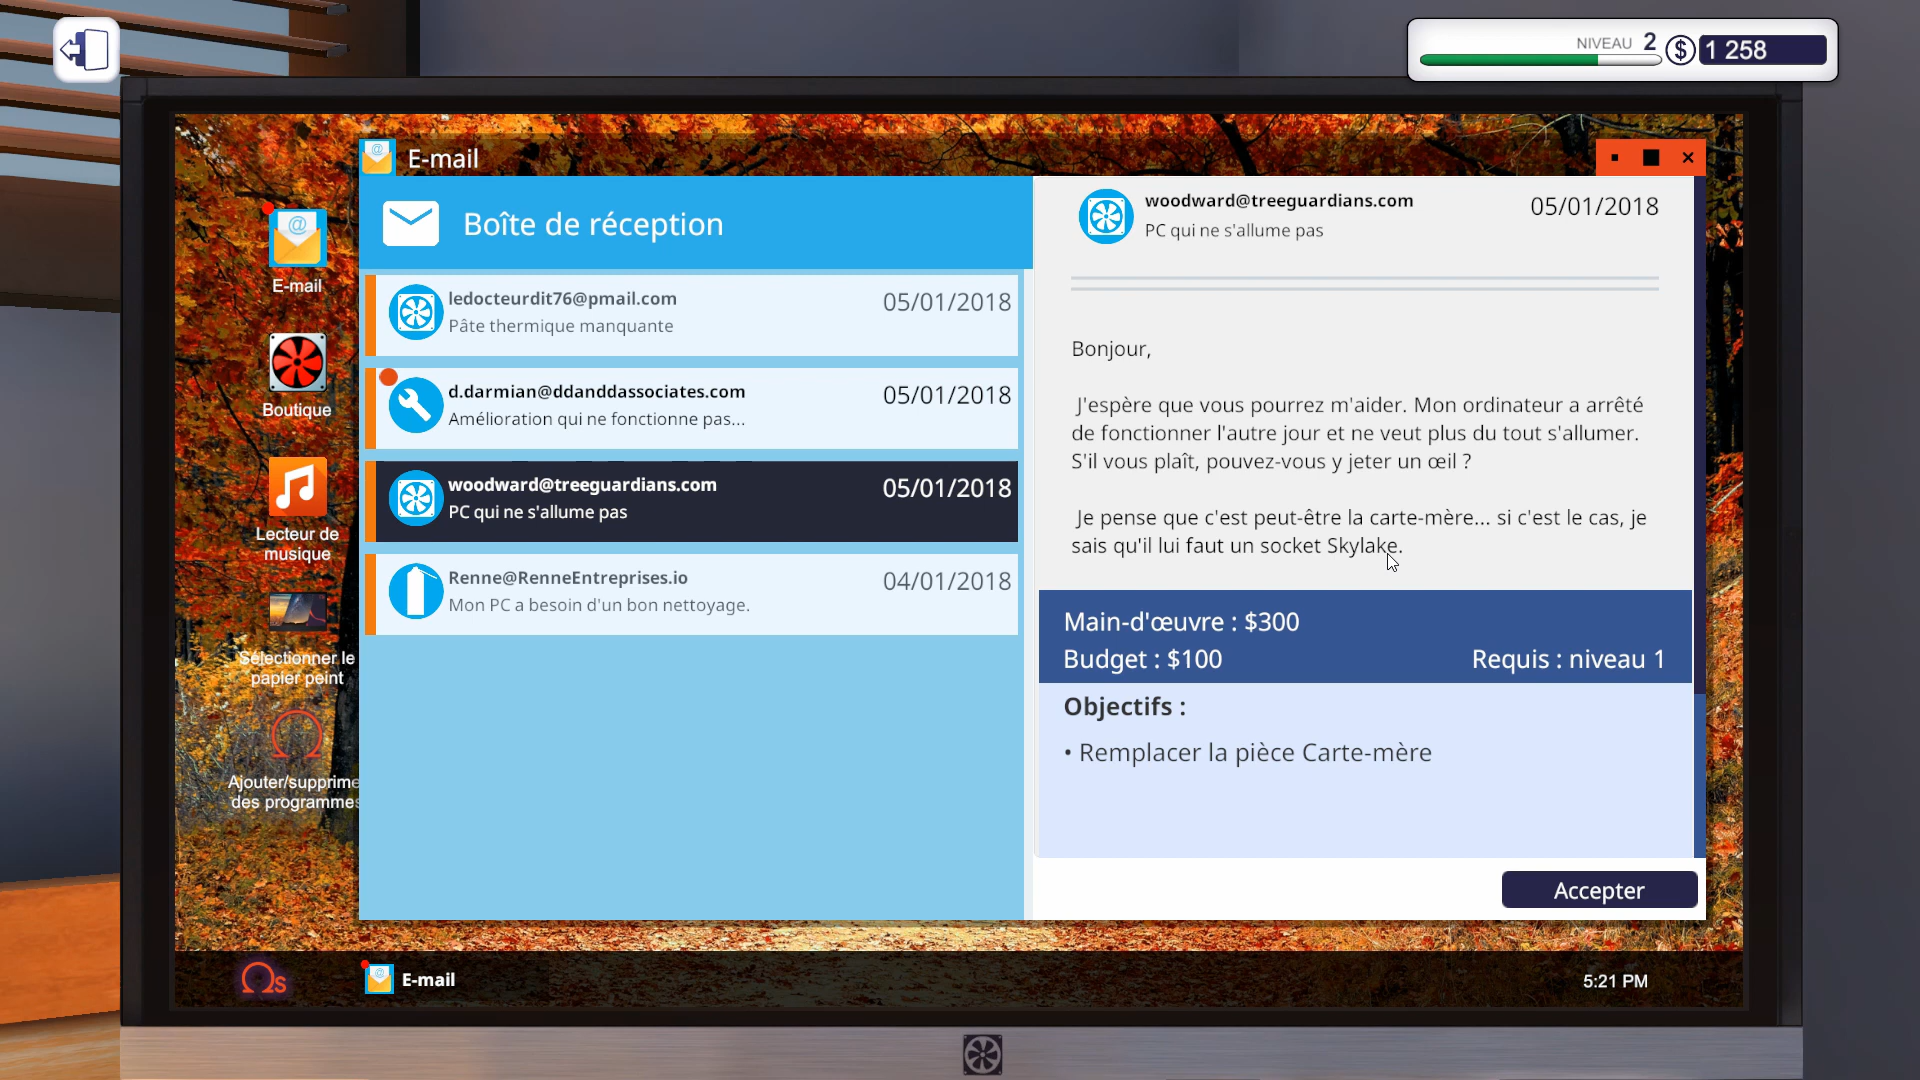 NIVEAU 2
$ 1 258
E-mail
Boîte de réception
ledocteurdit76@pmail.com
05/01/2018
Pâte thermique manquante
d.darmian@ddanddassociates.com
05/01/2018
Amélioration qui ne fonctionne pas...
woodward@treeguardians.com
05/01/2018
PC qui ne s'allume pas
Renne@RenneEntreprises.io
04/01/2018
Mon PC a besoin d'un bon nettoyage.
woodward@treeguardians.com
05/01/2018
PC qui ne s'allume pas
Bonjour,
J'espère que vous pourrez m'aider. Mon ordinateur a arrêté
de fonctionner l'autre jour et ne veut plus du tout s'allumer.
S'il vous plaît, pouvez-vous y jeter un œil ?
Je pense que c'est peut-être la carte-mère... si c'est le cas, je
sais qu'il lui faut un socket Skylake.
Main-d'œuvre : $300
Budget : $100
Requis : niveau 1
Objectifs :
• Remplacer la pièce Carte-mère
Accepter
E-mail
Boutique
Lecteur de
musique
Sélectionner le
papier peint
Ajouter/supprime
des programmes
Ωs
E-mail
5:21 PM